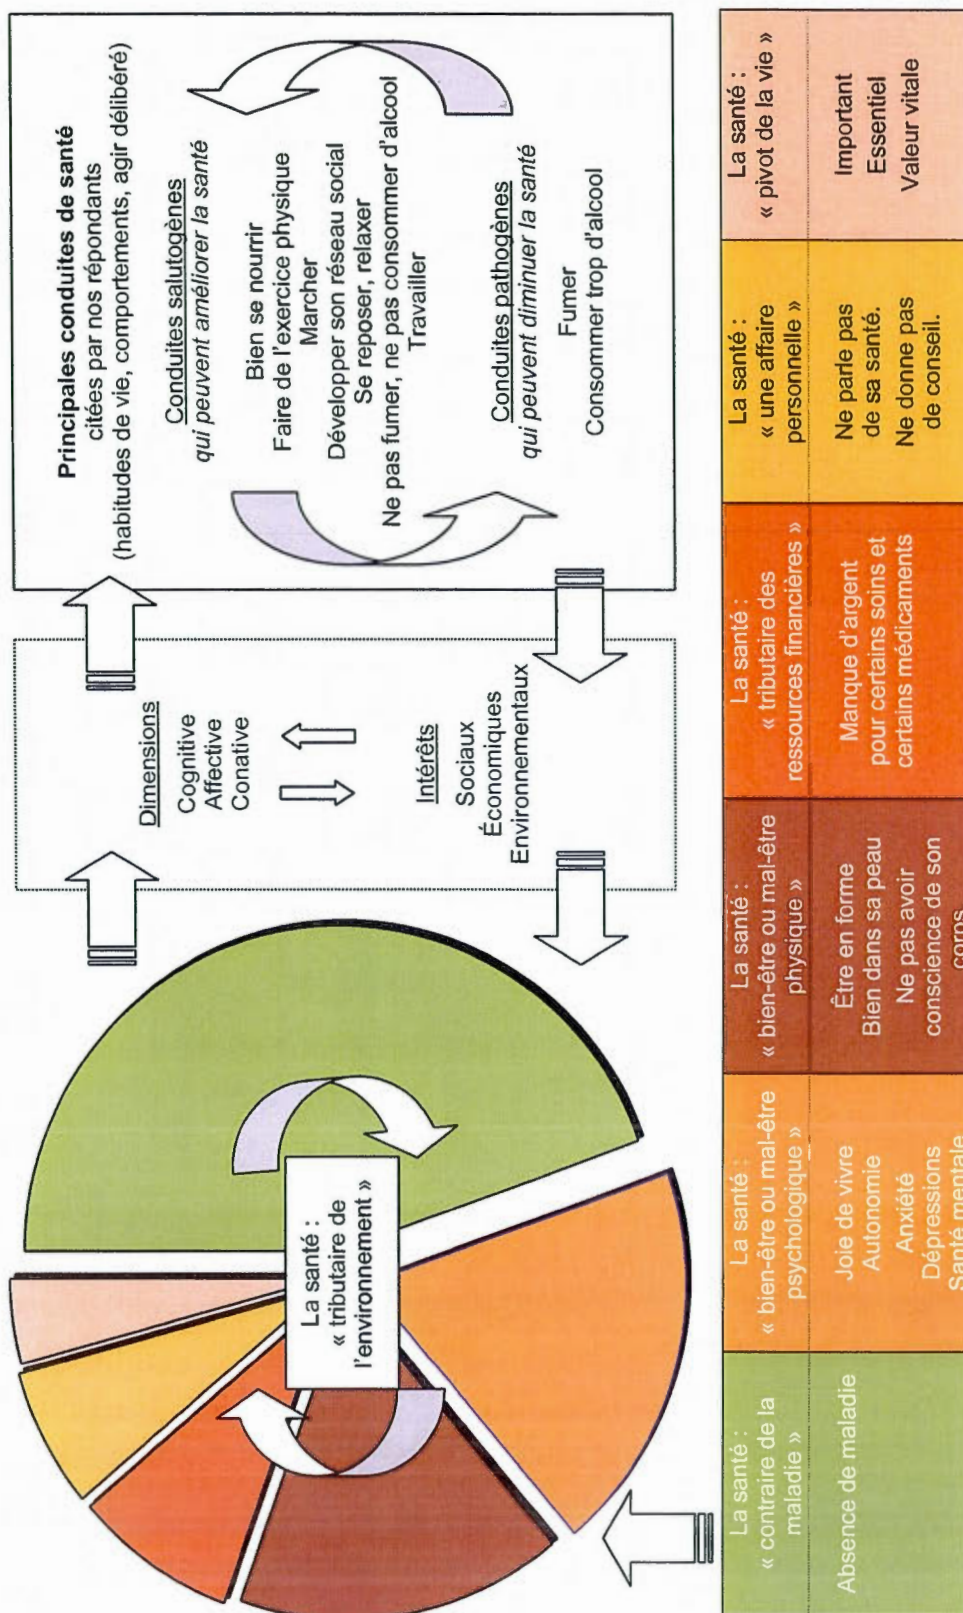 Principales conduites de santé
citées par nos répondants
(habitudes de vie, comportements, agir délibéré)
Conduites salutogènes
qui peuvent améliorer la santé
Bien se nourrir
Faire de l'exercice physique
Marcher
Développer son réseau social
Se reposer, relaxer
Ne pas fumer, ne pas consommer d'alcool
Travailler
Conduites pathogènes
qui peuvent diminuer la santé
Fumer
Consommer trop d'alcool
Dimensions
Cognitive
Affective
Conative
Intérêts
Sociaux
Économiques
Environnementaux
La santé :
« tributaire de
l'environnement »
La santé :
« contraire de la
maladie »
Absence de maladie
La santé :
« bien-être ou mal-être
psychologique »
Joie de vivre
Autonomie
Anxiété
Dépressions
Santé mentale
La santé :
« bien-être ou mal-être
physique »
Être en forme
Bien dans sa peau
Ne pas avoir
conscience de son
corps
La santé :
« tributaire des
ressources financières »
Manque d'argent
pour certains soins et
certains médicaments
La santé :
« une affaire
personnelle »
Ne parle pas
de sa santé.
Ne donne pas
de conseil.
La santé :
« pivot de la vie »
Important
Essentiel
Valeur vitale